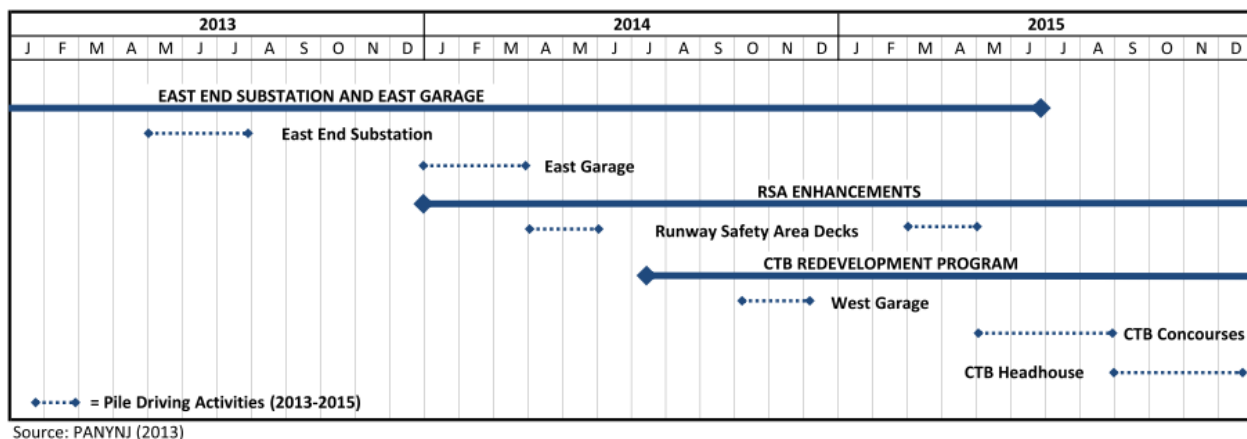 2013 2014 2015
J F M A M J J A S O N D J F M A M J J A S O N D J F M A M J J A S O N D
EAST END SUBSTATION AND EAST GARAGE
East End Substation
East Garage
RSA ENHANCEMENTS
Runway Safety Area Decks
CTB REDEVELOPMENT PROGRAM
West Garage
CTB Concourses
CTB Headhouse
= Pile Driving Activities (2013-2015)
Source: PANYNJ (2013)